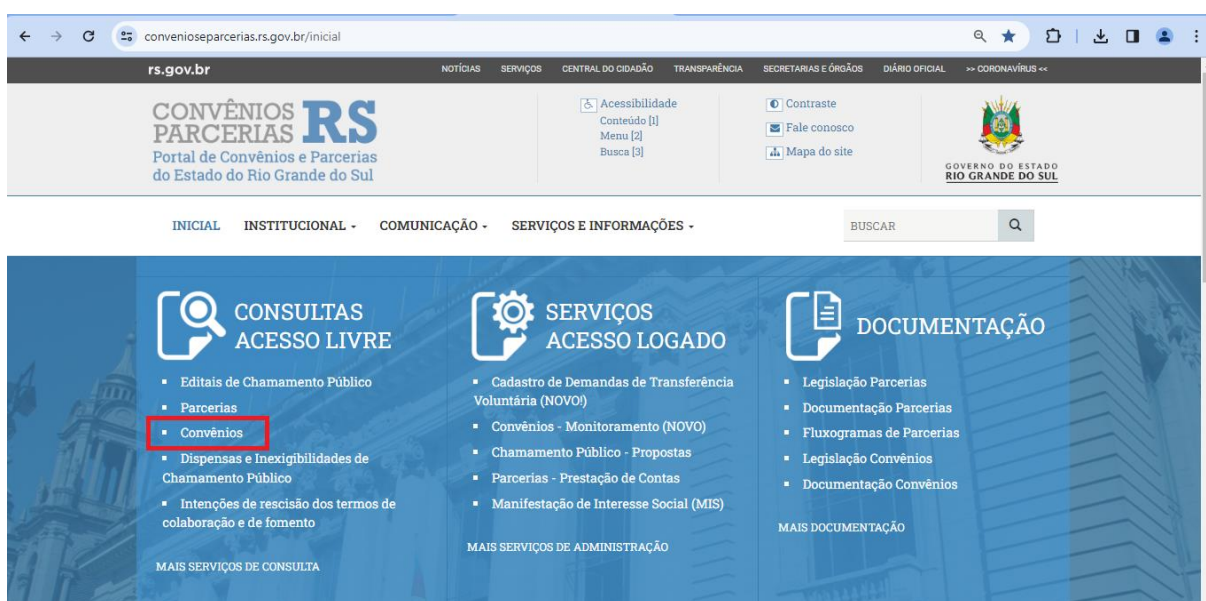 convenioseparcerias.rs.gov.br/inicial
rs.gov.br
NOTÍCIAS SERVIÇOS CENTRAL DO CIDADÃO TRANSPARÊNCIA SECRETARIAS E ÓRGÃOS DIÁRIO OFICIAL >> CORONAVÍRUS <<
CONVÊNIOS
PARCERIAS RS
Portal de Convênios e Parcerias
do Estado do Rio Grande do Sul
Acessibilidade
Conteúdo [1]
Menu [2]
Busca [3]
Contraste
Fale conosco
Mapa do site
GOVERNO DO ESTADO
RIO GRANDE DO SUL
INICIAL INSTITUCIONAL COMUNICAÇÃO SERVIÇOS E INFORMAÇÕES BUSCAR
CONSULTAS
ACESSO LIVRE
Editais de Chamamento Público
Parcerias
Convênios
Dispensas e Inexigibilidades de
Chamamento Público
Intenções de rescisão dos termos de
colaboração e de fomento
MAIS SERVIÇOS DE CONSULTA
SERVIÇOS
ACESSO LOGADO
Cadastro de Demandas de Transferência
Voluntária (NOVO!)
Convênios - Monitoramento (NOVO)
Chamamento Público - Propostas
Parcerias - Prestação de Contas
Manifestação de Interesse Social (MIS)
MAIS SERVIÇOS DE ADMINISTRAÇÃO
DOCUMENTAÇÃO
Legislação Parcerias
Documentação Parcerias
Fluxogramas de Parcerias
Legislação Convênios
Documentação Convênios
MAIS DOCUMENTAÇÃO